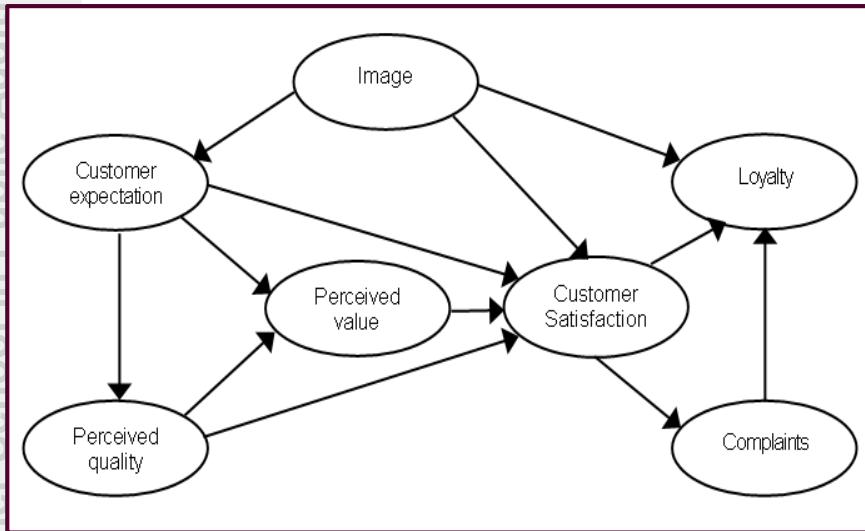 Image
Customer
expectation
Loyalty
Perceived
value
Customer
Satisfaction
Perceived
quality
Complaints